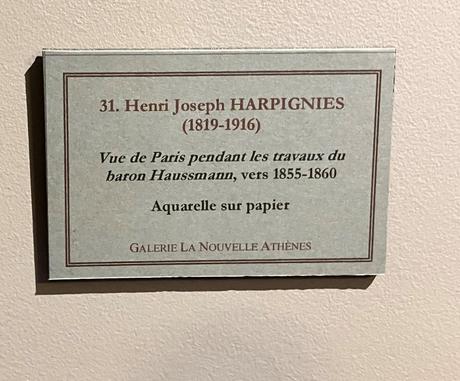 31. Henri Joseph HARPIGNIES
(1819-1916)
Vue de Paris pendant les travaux du
baron Haussmann, vers 1855-1860
Aquarelle sur papier
GALERIE LA NOUVELLE ATHÈNES